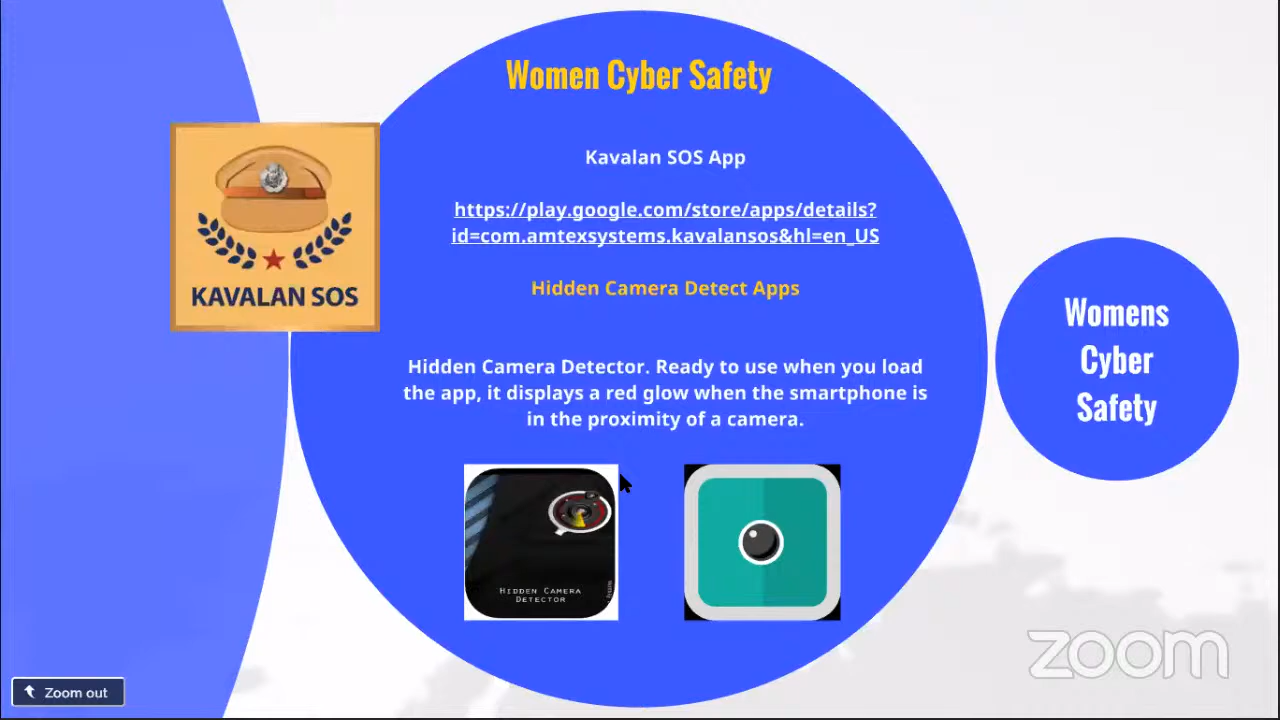 Women Cyber Safety
Kavalan SOS App
https://play.google.com/store/apps/details?
id=com.amtexsystems.kavalansos&hl=en_US
KAVALAN SOS
Hidden Camera Detect Apps
Hidden Camera Detector. Ready to use when you load
the app, it displays a red glow when the smartphone is
in the proximity of a camera.
Womens
Cyber
Safety
HIDDEN CAMERA
DETECTOR
zoom
Zoom out